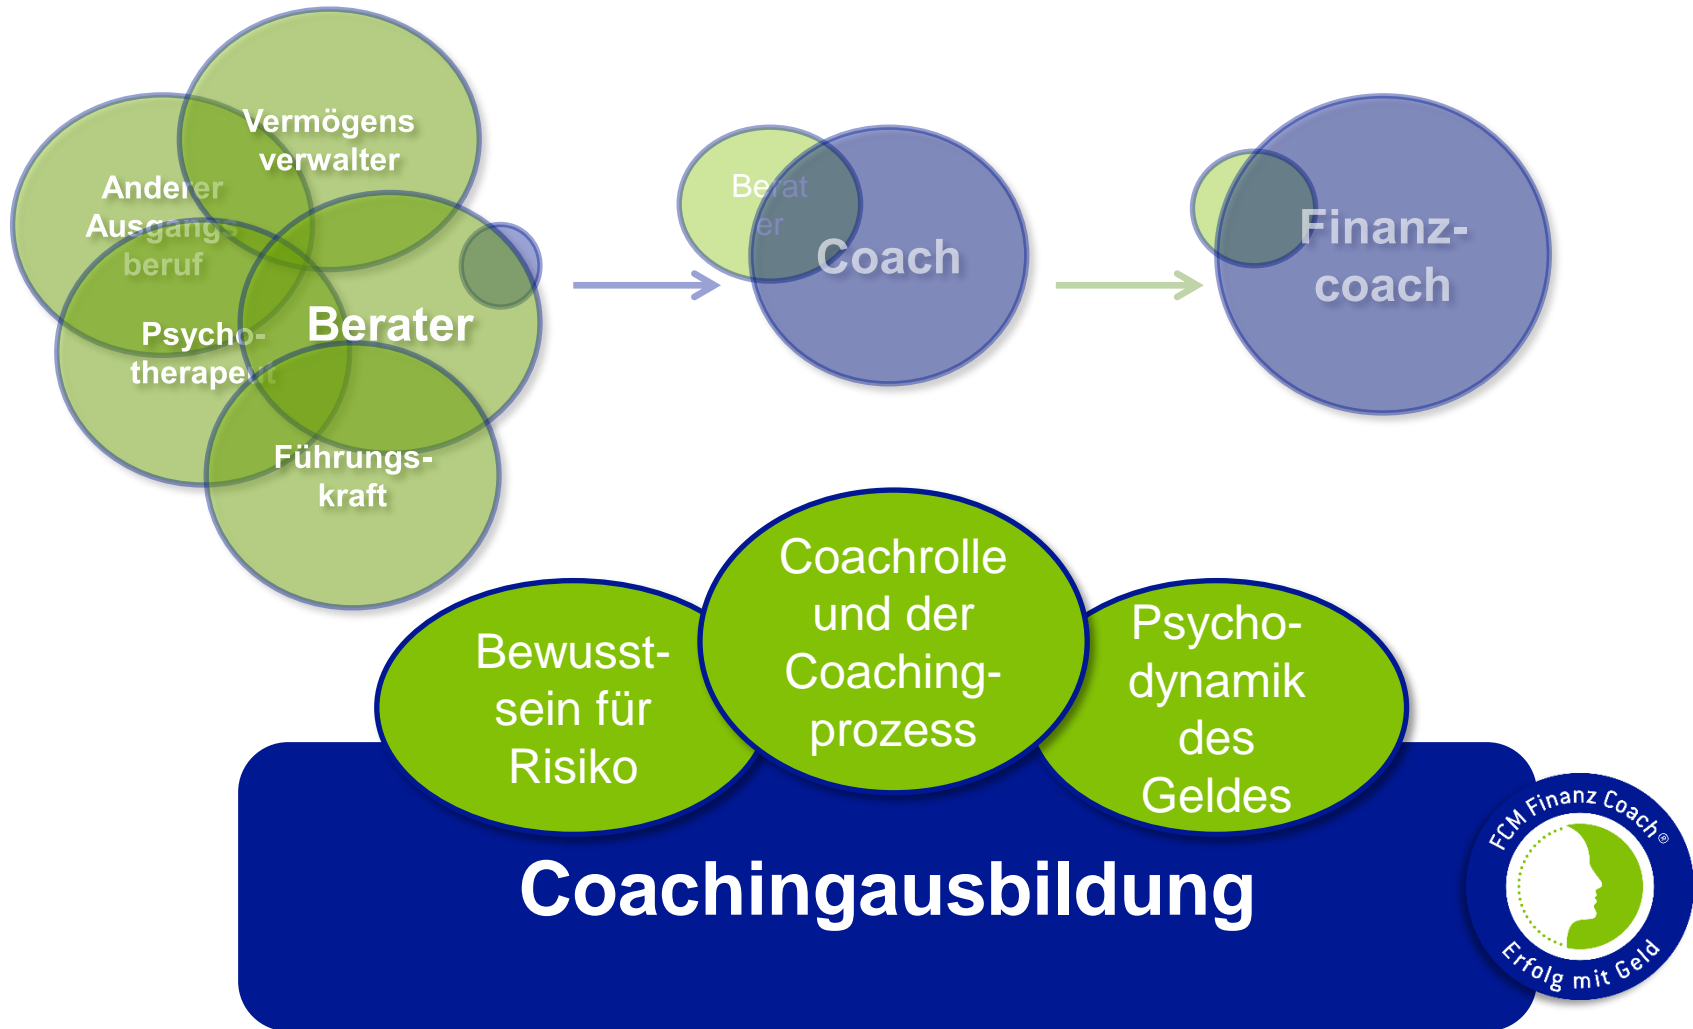 Vermögens
verwalter
Anderer
Ausgangs
beruf
Psycho-
therapeut
Berater
Führungs-
kraft
Berat
er
Coach
Finanz-
coach
Bewusst-
sein für
Risiko
Coachrolle
und der
Coaching-
prozess
Psycho-
dynamik
des
Geldes
Coachingausbildung
FCM Finanz Coach®
Erfolg mit Geld